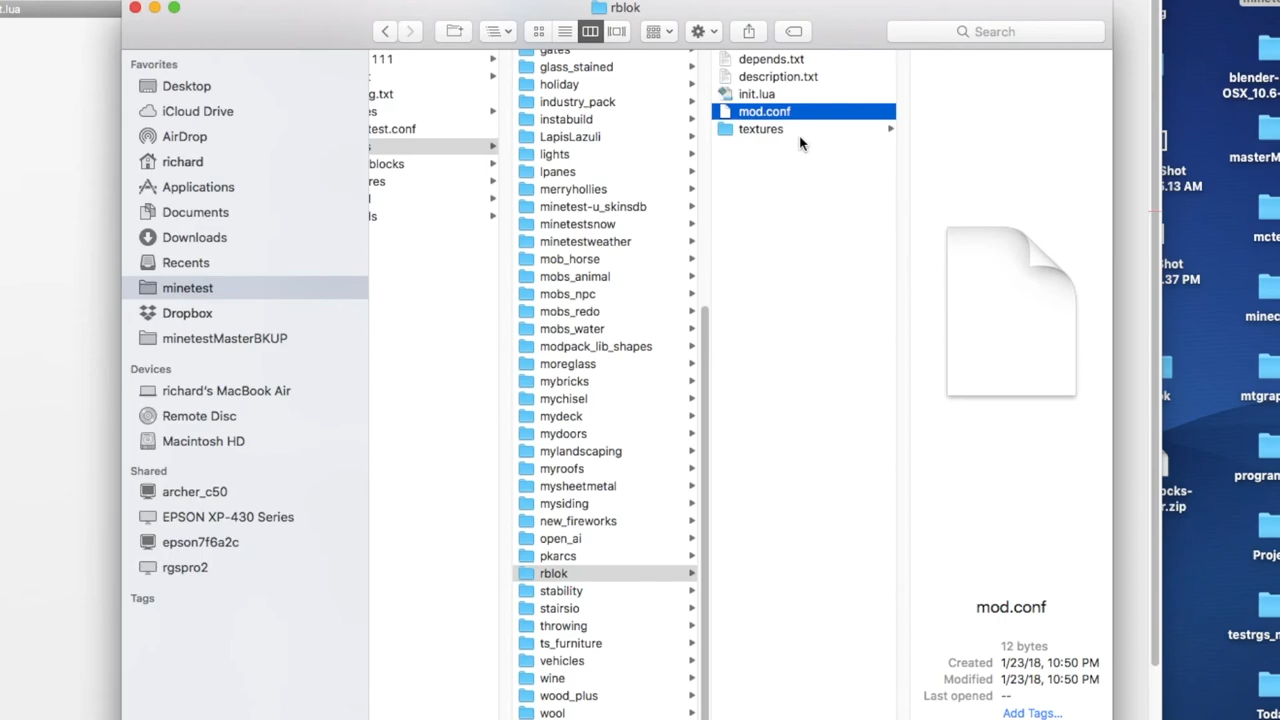 t.lua
rblok
Search
Favorites
Desktop
iCloud Drive
AirDrop
richard
Applications
Documents
Downloads
Recents
minetest
Dropbox
minetestMasterBKUP
Devices
richard's MacBook Air
Remote Disc
Macintosh HD
Shared
archer_c50
EPSON XP-430 Series
epson7f6a2c
rgspro2
Tags
111
t
g.txt
es
test.conf
s
blocks
res
l
ls
gates
glass_stained
holiday
industry_pack
instabuild
LapisLazuli
lights
lpanes
merryhollies
minetest-u_skinsdb
minetestsnow
minetestweather
mob_horse
mobs_animal
mobs_npc
mobs_redo
mobs_water
modpack_lib_shapes
moreglass
mybricks
mychisel
mydeck
mydoors
mylandscaping
myroofs
mysheetmetal
mysiding
new_fireworks
open_ai
pkarcs
rblok
stability
stairsio
throwing
ts_furniture
vehicles
wine
wood_plus
wool
depends.txt
description.txt
init.lua
mod.conf
textures
mod.conf
12 bytes
Created 1/23/18, 10:50 PM
Modified 1/23/18, 10:50 PM
Last opened --
Add Tags...
Shot
5.13 AM
Shot
.37 PM
ok
ocks-
r.zip
blender-
OSX_10.6-
masterM
mcte
minec
mtgrap
program
Proj
testrgs_m
Toda